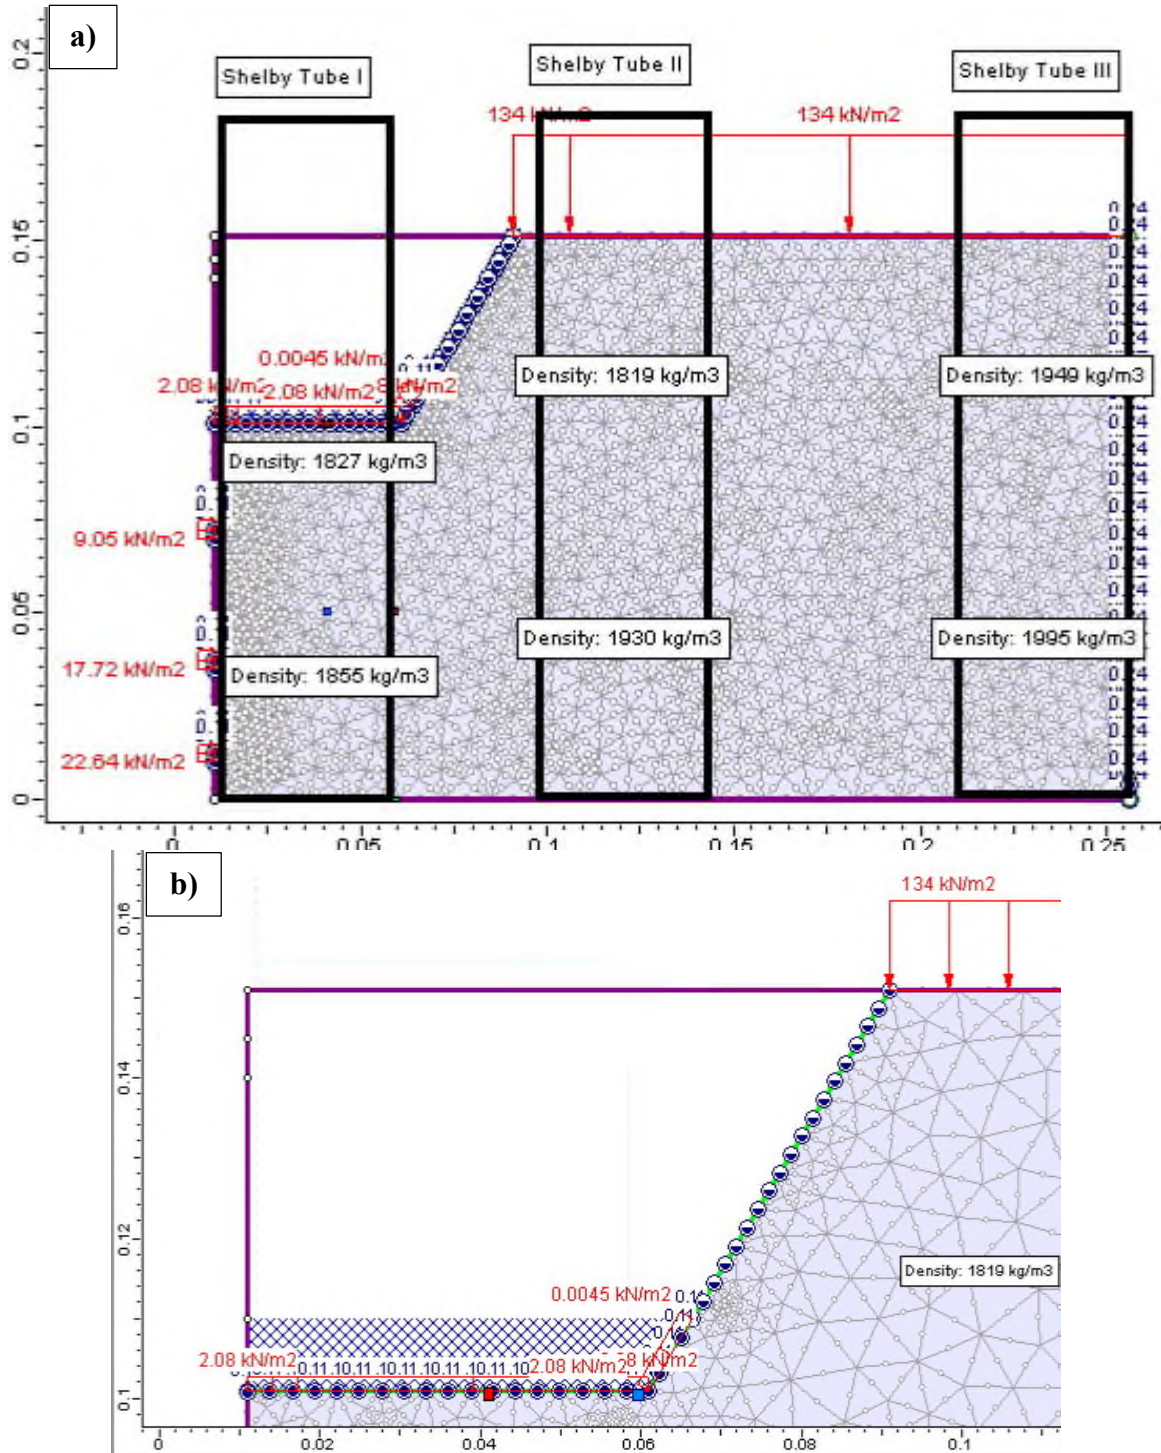 a)
Shelby Tube I
Shelby Tube II
Shelby Tube III
134 kN/m2
134 kN/m2
0.2
0.15
0.1
0.05
0
0.0045 kN/m2
2.08 kN/m2
2.08 kN/m2
8 kN/m2
Density: 1819 kg/m3
Density: 1949 kg/m3
Density: 1827 kg/m3
9.05 kN/m2
Density: 1930 kg/m3
Density: 1995 kg/m3
17.72 kN/m2
Density: 1855 kg/m3
22.64 kN/m2
0 0.05 0.1 0.15 0.2 0.25
b)
134 kN/m2
0.16
0.14
0.12
0.1
Density: 1819 kg/m3
0.0045 kN/m2
2.08 kN/m2
2.08 kN/m2
8 kN/m2
0 0.02 0.04 0.06 0.08 0.1